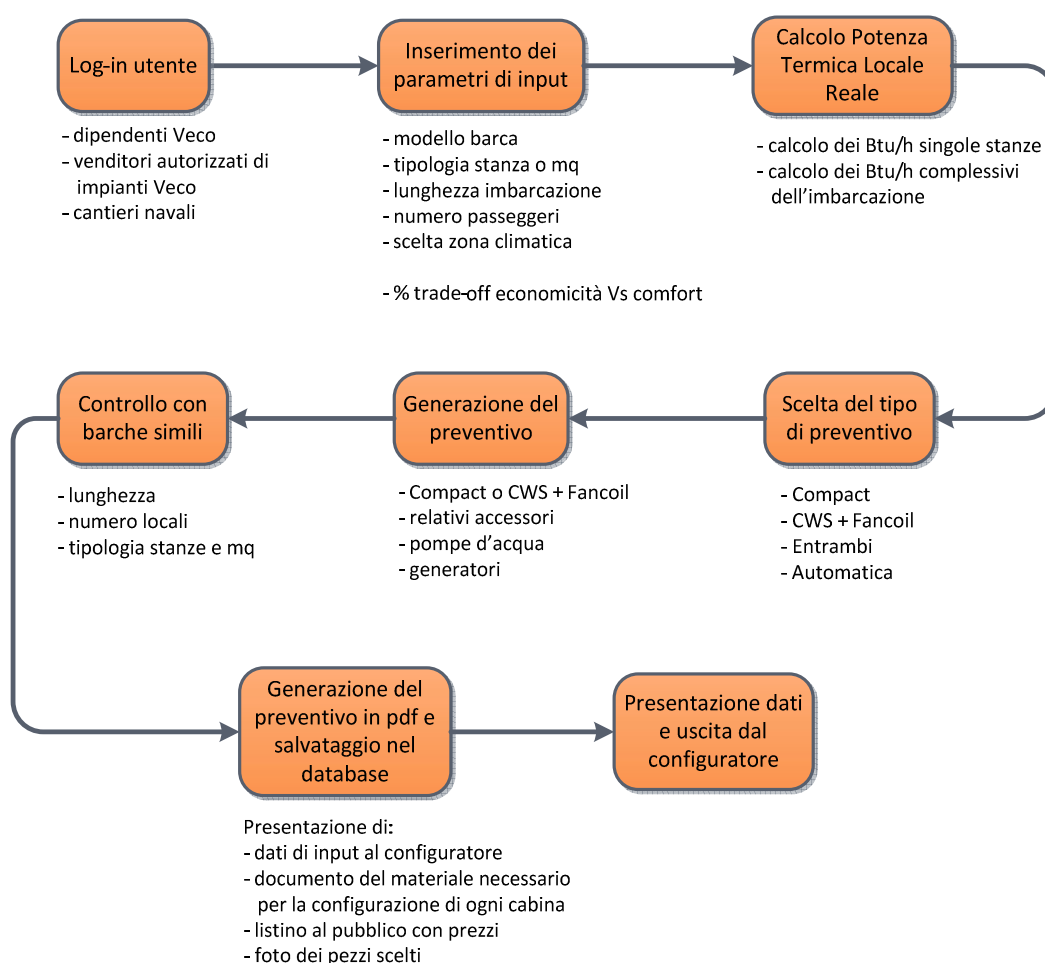 Log-in utente
- dipendenti Veco
- venditori autorizzati di
impianti Veco
- cantieri navali
Inserimento dei
parametri di input
- modello barca
- tipologia stanza o mq
- lunghezza imbarcazione
- numero passeggeri
- scelta zona climatica
- % trade-off economicità Vs comfort
Calcolo Potenza
Termica Locale
Reale
- calcolo dei Btu/h singole stanze
- calcolo dei Btu/h complessivi
dell'imbarcazione
Scelta del tipo
di preventivo
- Compact
- CWS + Fancoil
- Entrambi
- Automatica
Generazione del
preventivo
- Compact o CWS + Fancoil
- relativi accessori
- pompe d'acqua
- generatori
Controllo con
barche simili
- lunghezza
- numero locali
- tipologia stanze e mq
Generazione del
preventivo in pdf e
salvataggio nel
database
Presentazione di:
- dati di input al configuratore
- documento del materiale necessario
per la configurazione di ogni cabina
- listino al pubblico con prezzi
- foto dei pezzi scelti
Presentazione dati
e uscita dal
configuratore